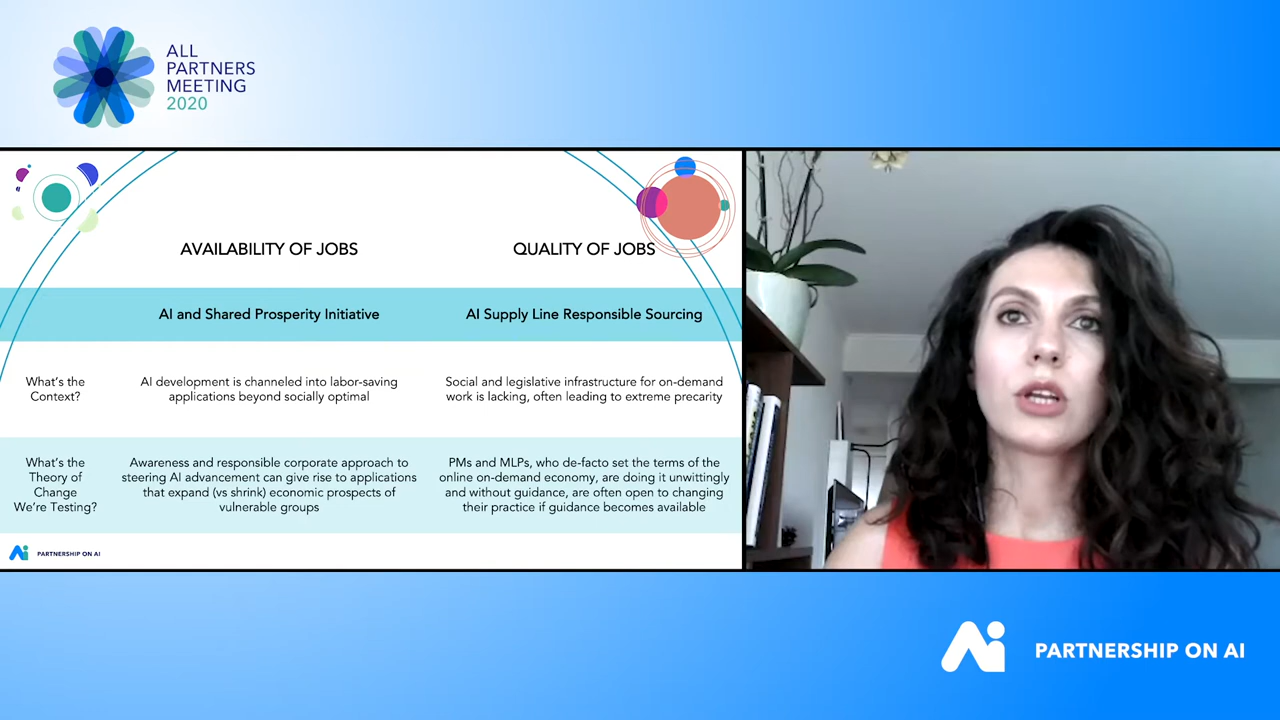 ALL
PARTNERS
MEETING
2020
AVAILABILITY OF JOBS
QUALITY OF JOBS
AI and Shared Prosperity Initiative
AI Supply Line Responsible Sourcing
What's the
Context?
AI development is channeled into labor-saving
applications beyond socially optimal
Social and legislative infrastructure for on-demand
work is lacking, often leading to extreme precarity
What's the
Theory of
Change
We're Testing?
Awareness and responsible corporate approach to
steering AI advancement can give rise to applications
that expand (vs shrink) economic prospects of
vulnerable groups
PMs and MLPs, who de-facto set the terms of the
online on-demand economy, are doing it unwittingly
and without guidance, are often open to changing
their practice if guidance becomes available
PARTNERSHIP ON AI
PARTNERSHIP ON AI